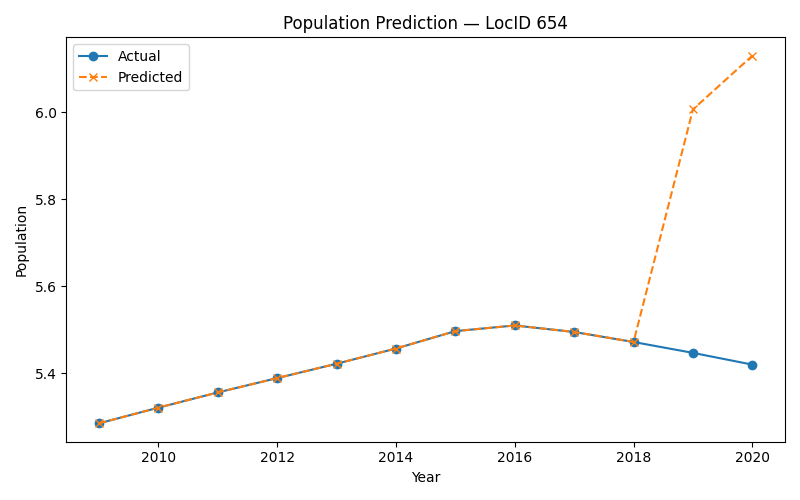 Population Prediction — LocID 654
Actual
Predicted
6.0
5.8
5.6
5.4
Population
2010
2012
2014
2016
2018
2020
Year